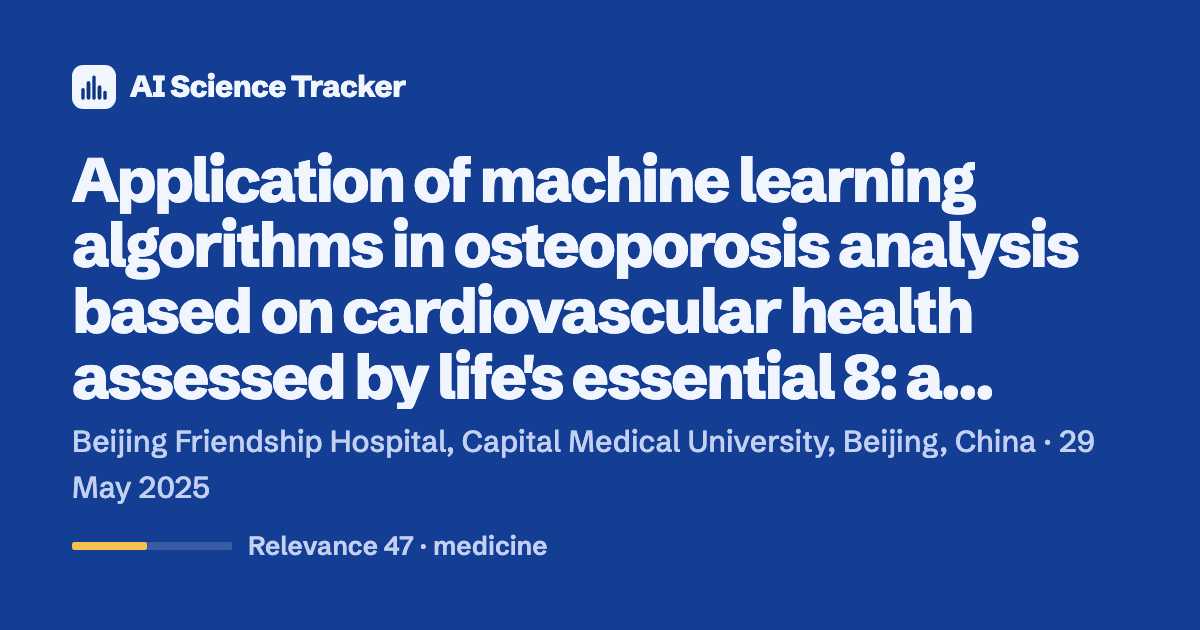 AI Science Tracker
Application of machine learning
algorithms in osteoporosis analysis
based on cardiovascular health
assessed by life's essential 8: a...
Beijing Friendship Hospital, Capital Medical University, Beijing, China · 29
May 2025
Relevance 47 · medicine